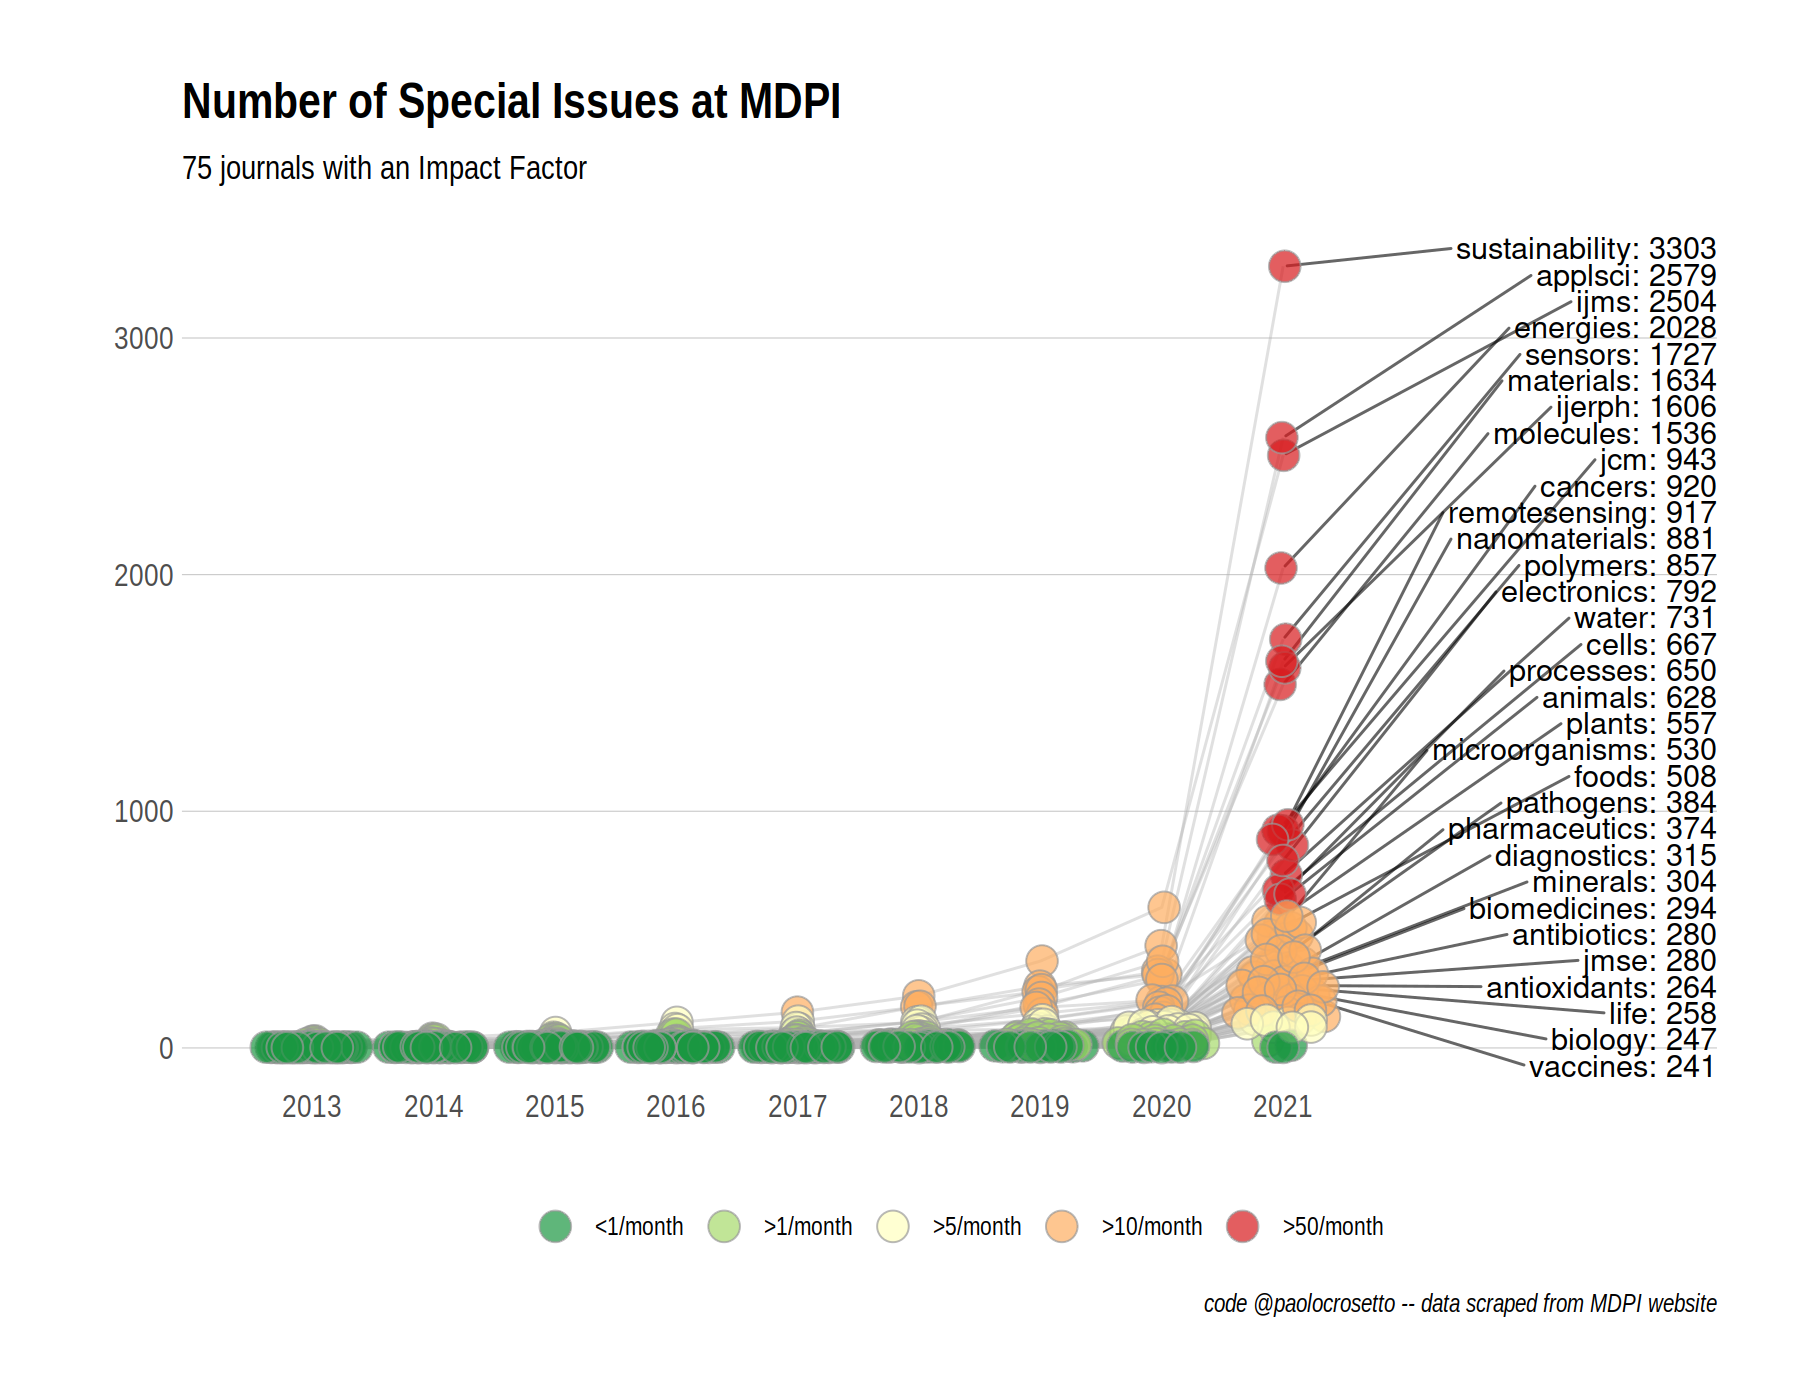 Number of Special Issues at MDPI
75 journals with an Impact Factor
sustainability: 3303
applsci: 2579
ijms: 2504
energies: 2028
sensors: 1727
materials: 1634
ijerph: 1606
molecules: 1536
jcm: 943
cancers: 920
remotesensing: 917
nanomaterials: 881
polymers: 857
electronics: 792
water: 731
cells: 667
processes: 650
animals: 628
plants: 557
microorganisms: 530
foods: 508
pathogens: 384
pharmaceutics: 374
diagnostics: 315
minerals: 304
biomedicines: 294
antibiotics: 280
jmse: 280
antioxidants: 264
life: 258
biology: 247
vaccines: 241
3000
2000
1000
0
2013 2014 2015 2016 2017 2018 2019 2020 2021
<1/month >1/month >5/month >10/month >50/month
code @paolocrosetto -- data scraped from MDPI website